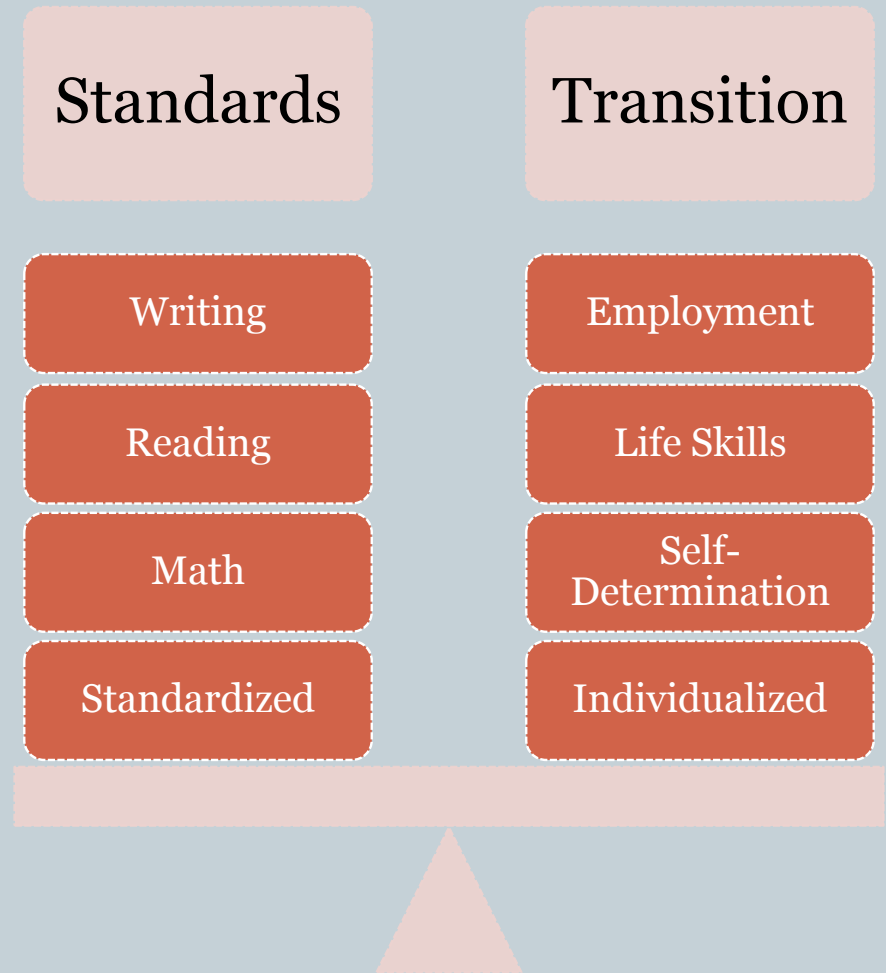 Standards
Writing
Reading
Math
Standardized
Transition
Employment
Life Skills
Self-
Determination
Individualized